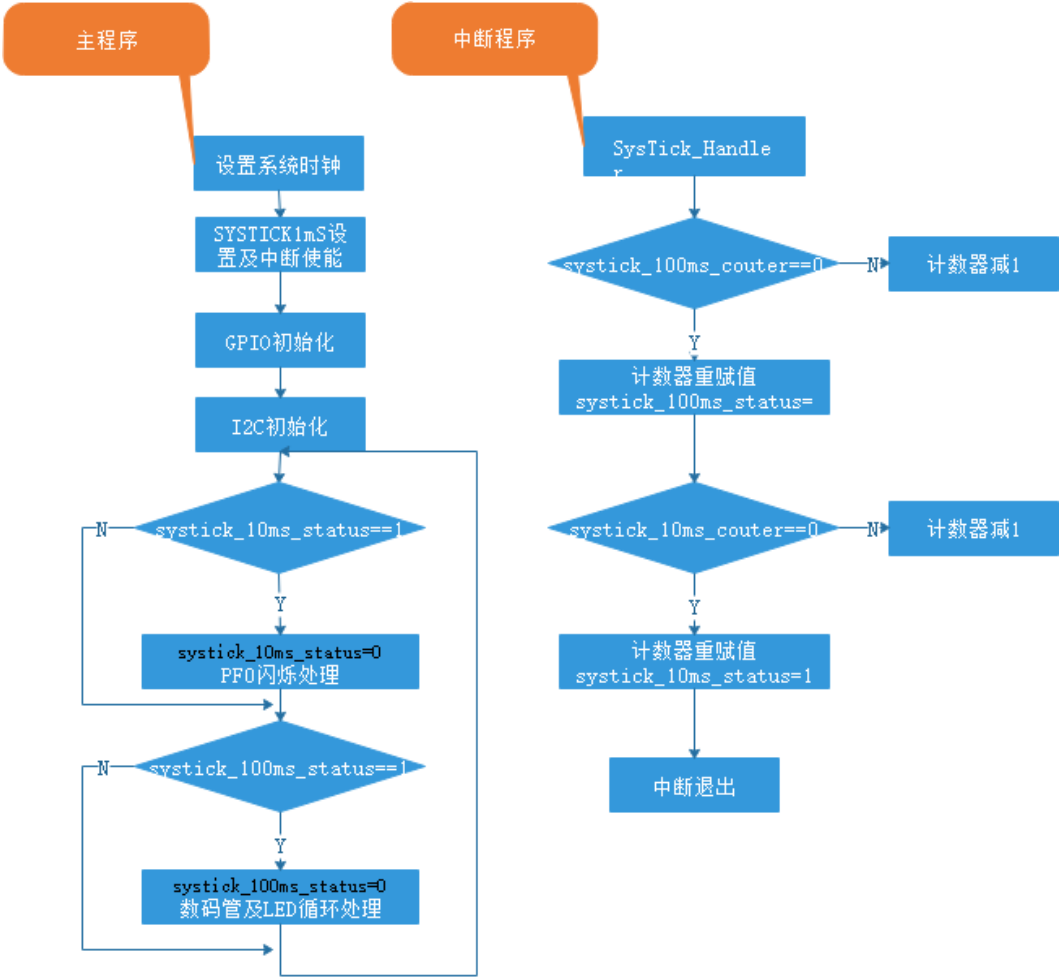 主程序
设置系统时钟
SYSTICK1mS设
置及中断使能
GPIO初始化
I2C初始化
systick_10ms_status==1
N
Y
systick_10ms_status=0
PF0闪烁处理
systick_100ms_status==1
N
Y
systick_100ms_status=0
数码管及LED循环处理
中断程序
SysTick_Handle
r
systick_100ms_couter==0
N
计数器减1
Y
计数器重赋值
systick_100ms_status=
systick_10ms_couter==0
N
计数器减1
Y
计数器重赋值
systick_10ms_status=1
中断退出